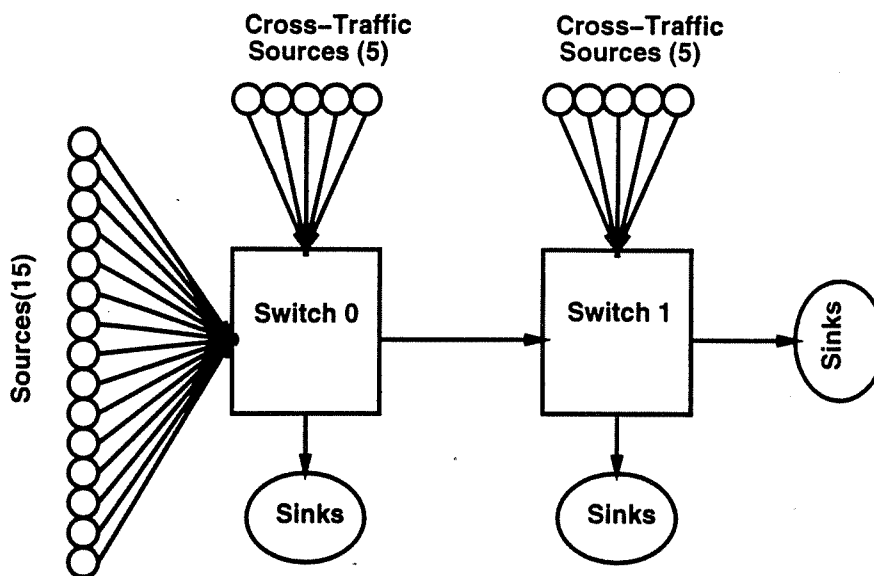 Cross–Traffic
Sources (5)
Cross–Traffic
Sources (5)
Sources(15)
Switch 0
Switch 1
Sinks
Sinks
Sinks